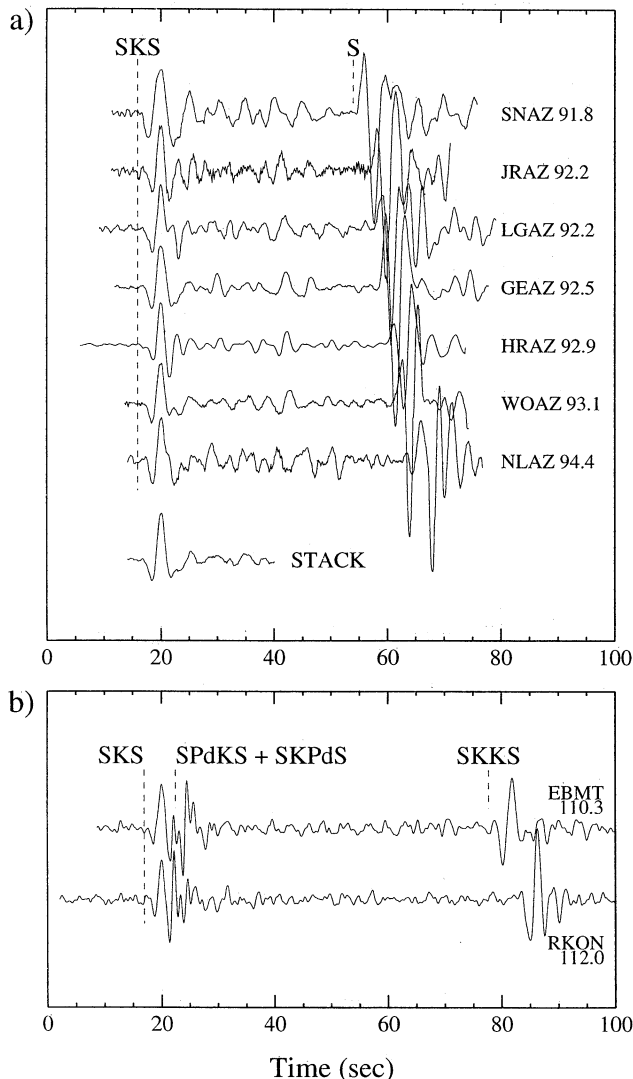 a)
SKS
S
SNAZ 91.8
JRAZ 92.2
LGAZ 92.2
GEAZ 92.5
HRAZ 92.9
WOAZ 93.1
NLAZ 94.4
STACK
0 20 40 60 80 100
b)
SKS SPdKS + SKPdS SKKS
EBMT
110.3
RKON
112.0
0 20 40 60 80 100
Time (sec)